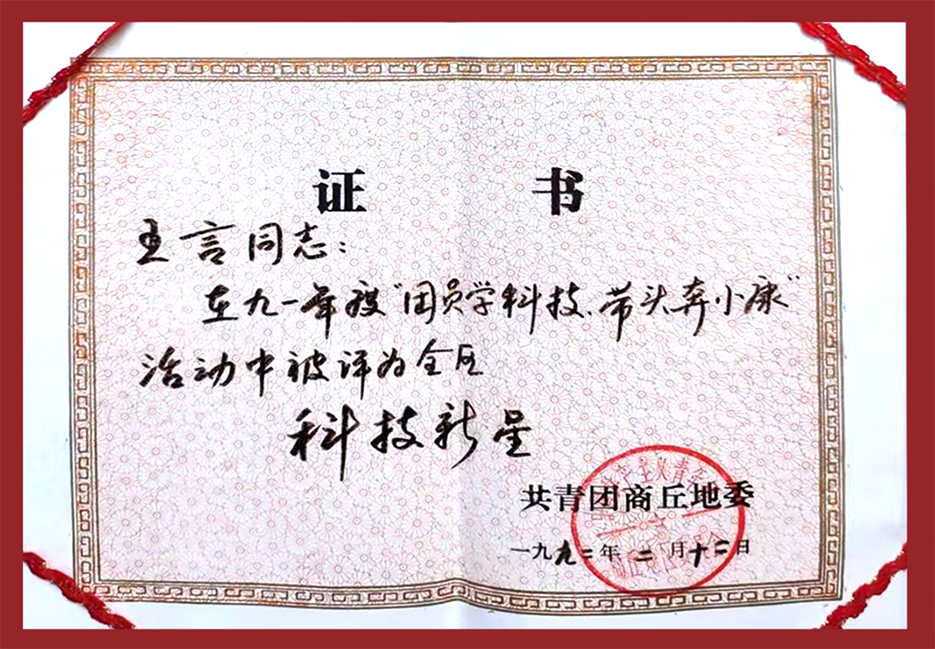 证书
王言同志：
在九一年度“团员学科技、带头奔小康”
活动中被评为全区
科技新星
共青团商丘地委
一九九二年二月十二日